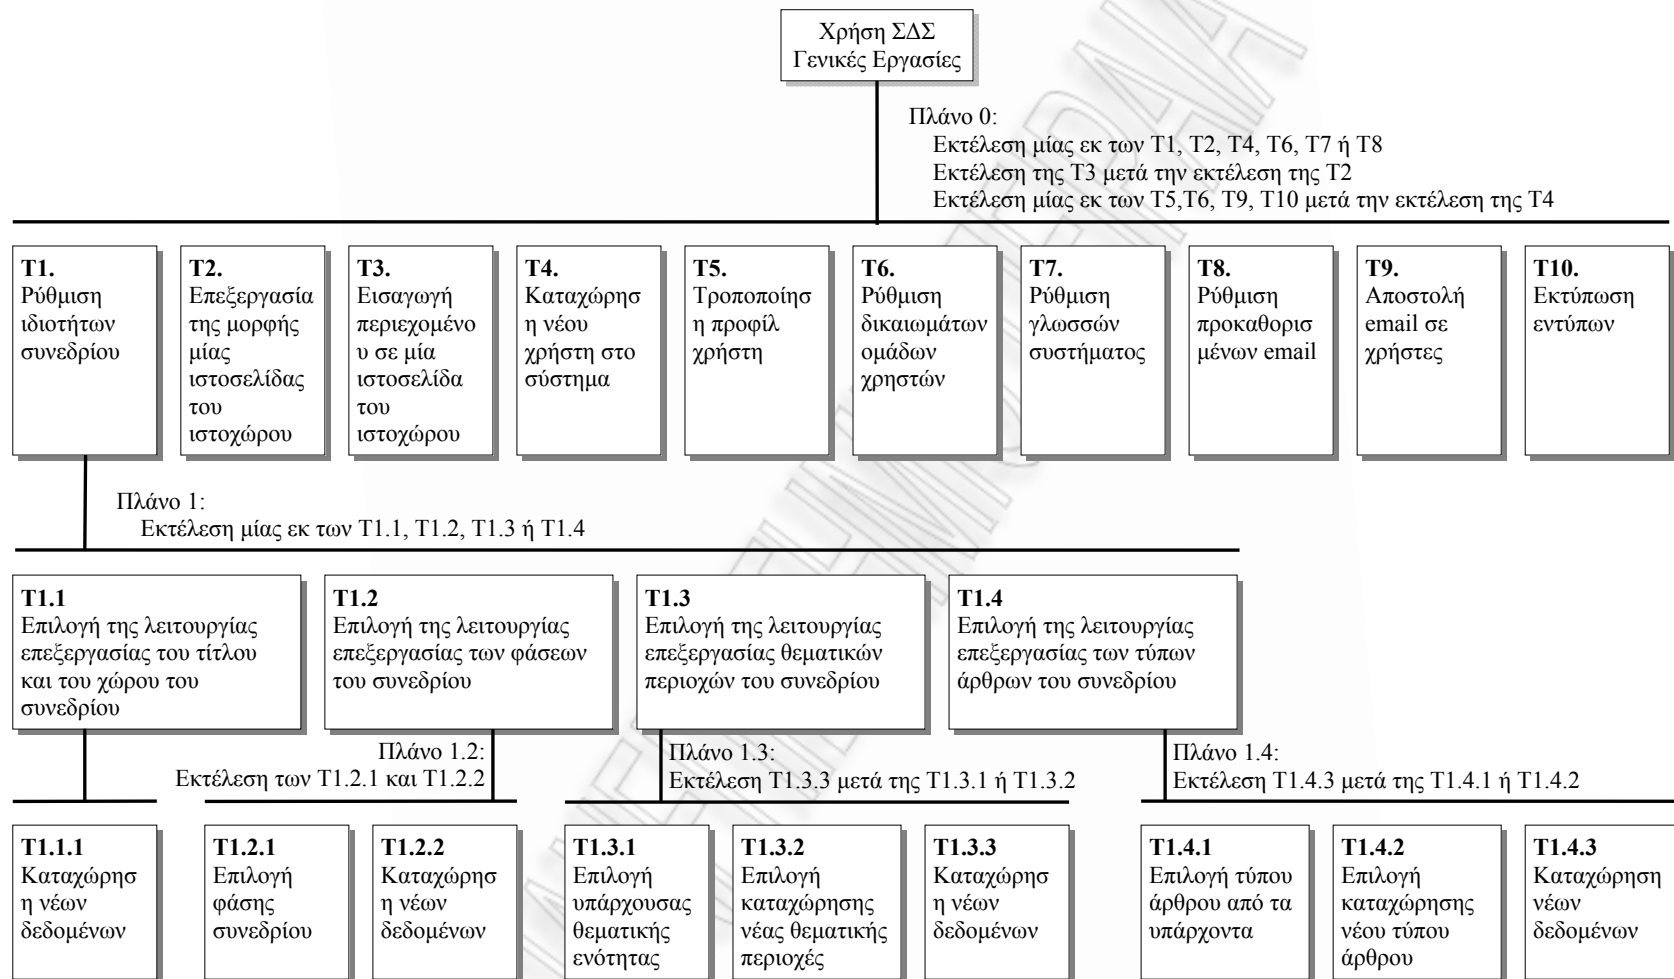 Χρήση ΣΔΣ
Γενικές Εργασίες
Πλάνο 0:
Εκτέλεση μίας εκ των Τ1, Τ2, Τ4, Τ6, Τ7 ή Τ8
Εκτέλεση της Τ3 μετά την εκτέλεση της Τ2
Εκτέλεση μίας εκ των Τ5,Τ6, Τ9, Τ10 μετά την εκτέλεση της Τ4
Τ1.
Ρύθμιση
ιδιοτήτων
συνεδρίου
Τ2.
Επεξεργασία
της μορφής
μίας
ιστοσελίδας
του
ιστοχώρου
Τ3.
Εισαγωγή
περιεχομένο
υ σε μία
ιστοσελίδα
του
ιστοχώρου
Τ4.
Καταχώρησ
η νέου
χρήστη στο
σύστημα
Τ5.
Τροποποίησ
η προφίλ
χρήστη
Τ6.
Ρύθμιση
δικαιωμάτων
ομάδων
χρηστών
Τ7.
Ρύθμιση
γλωσσών
συστήματος
Τ8.
Ρύθμιση
προκαθορισ
μένων email
Τ9.
Αποστολή
email σε
χρήστες
Τ10.
Εκτύπωση
εντύπων
Πλάνο 1:
Εκτέλεση μίας εκ των Τ1.1, Τ1.2, Τ1.3 ή Τ1.4
Τ1.1
Επιλογή της λειτουργίας
επεξεργασίας του τίτλου
και του χώρου του
συνεδρίου
Τ1.2
Επιλογή της λειτουργίας
επεξεργασίας των φάσεων
του συνεδρίου
Τ1.3
Επιλογή της λειτουργίας
επεξεργασίας θεματικών
περιοχών του συνεδρίου
Τ1.4
Επιλογή της λειτουργίας
επεξεργασίας των τύπων
άρθρων του συνεδρίου
Πλάνο 1.2:
Εκτέλεση των Τ1.2.1 και Τ1.2.2
Πλάνο 1.3:
Εκτέλεση Τ1.3.3 μετά της Τ1.3.1 ή Τ1.3.2
Πλάνο 1.4:
Εκτέλεση Τ1.4.3 μετά της Τ1.4.1 ή Τ1.4.2
Τ1.1.1
Καταχώρησ
η νέων
δεδομένων
Τ1.2.1
Επιλογή
φάσης
συνεδρίου
Τ1.2.2
Καταχώρησ
η νέων
δεδομένων
Τ1.3.1
Επιλογή
υπάρχουσας
θεματικής
ενότητας
Τ1.3.2
Επιλογή
καταχώρησης
νέας θεματικής
περιοχές
Τ1.3.3
Καταχώρησ
η νέων
δεδομένων
Τ1.4.1
Επιλογή τύπου
άρθρου από τα
υπάρχοντα
Τ1.4.2
Επιλογή
καταχώρησης
νέου τύπου
άρθρου
Τ1.4.3
Καταχώρηση
νέων
δεδομένων